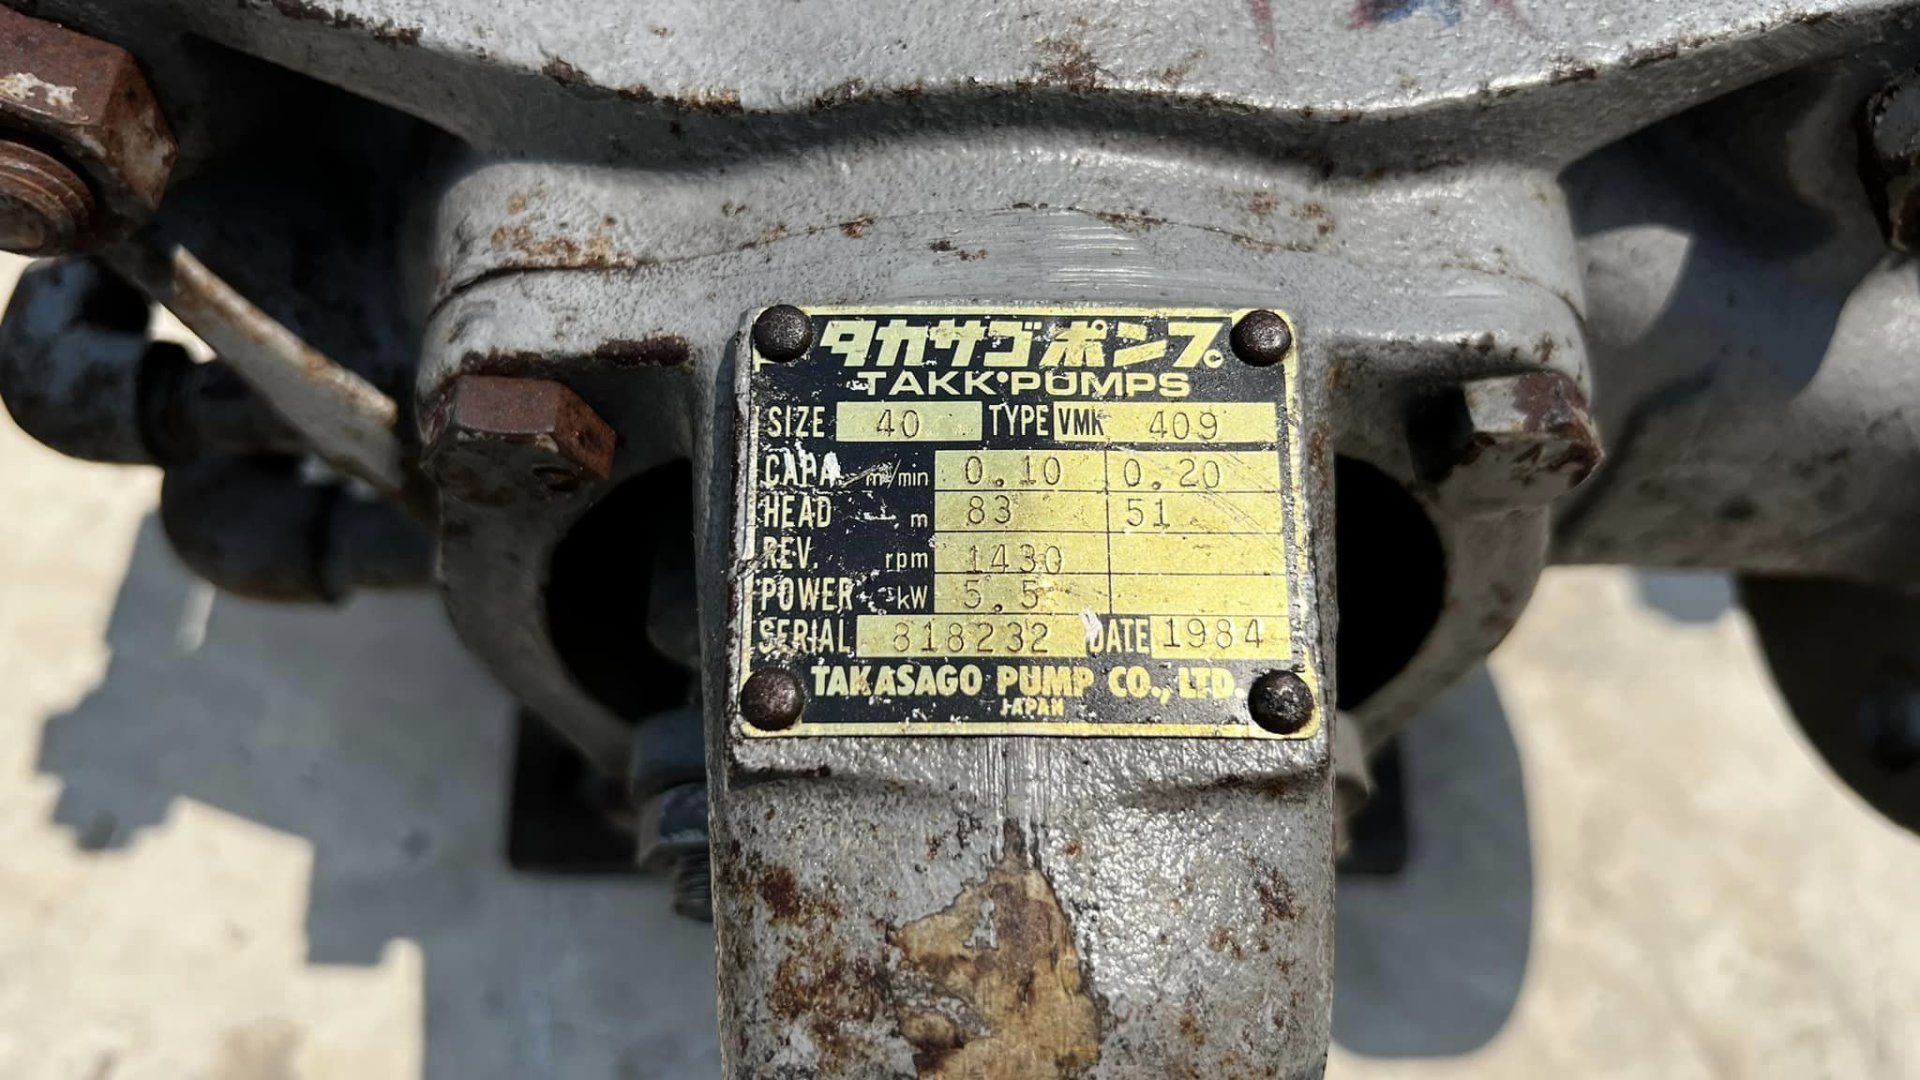 タカサゴポンプ
TAKK•PUMPS
SIZE 40 TYPE VMK 409
CAPA. m³/min 0.10 0.20
HEAD m 83 51
REV. rpm 1430
POWER kW 5.5
SERIAL 818232 DATE 1984
TAKASAGO PUMP CO., LTD.
JAPAN